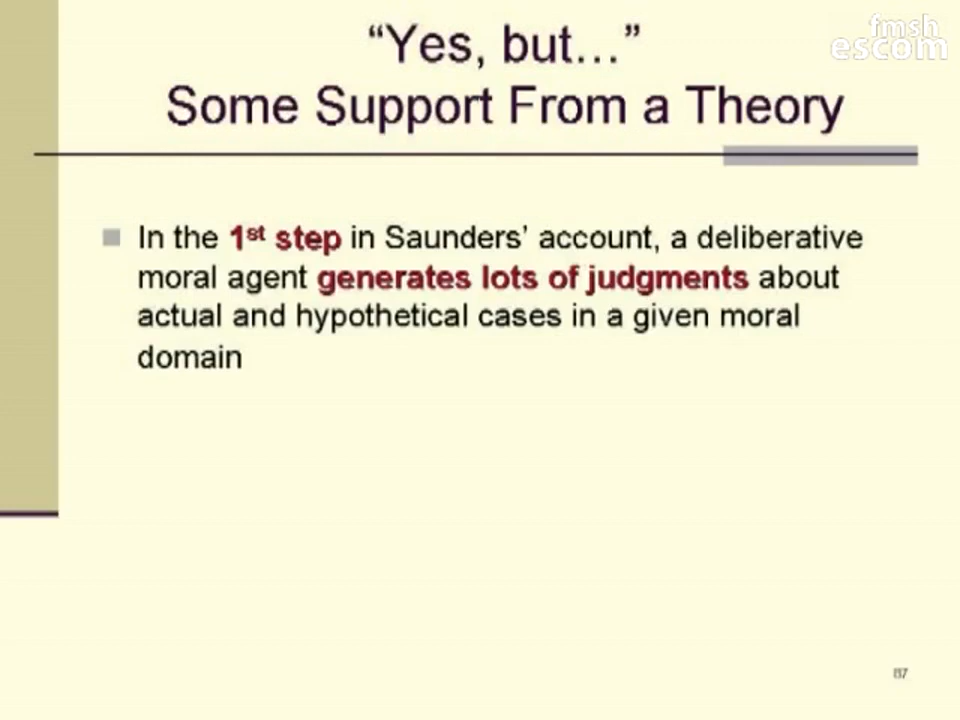 fmsh
escom
“Yes, but…”
Some Support From a Theory
In the 1st step in Saunders’ account, a deliberative
moral agent generates lots of judgments about
actual and hypothetical cases in a given moral
domain
87